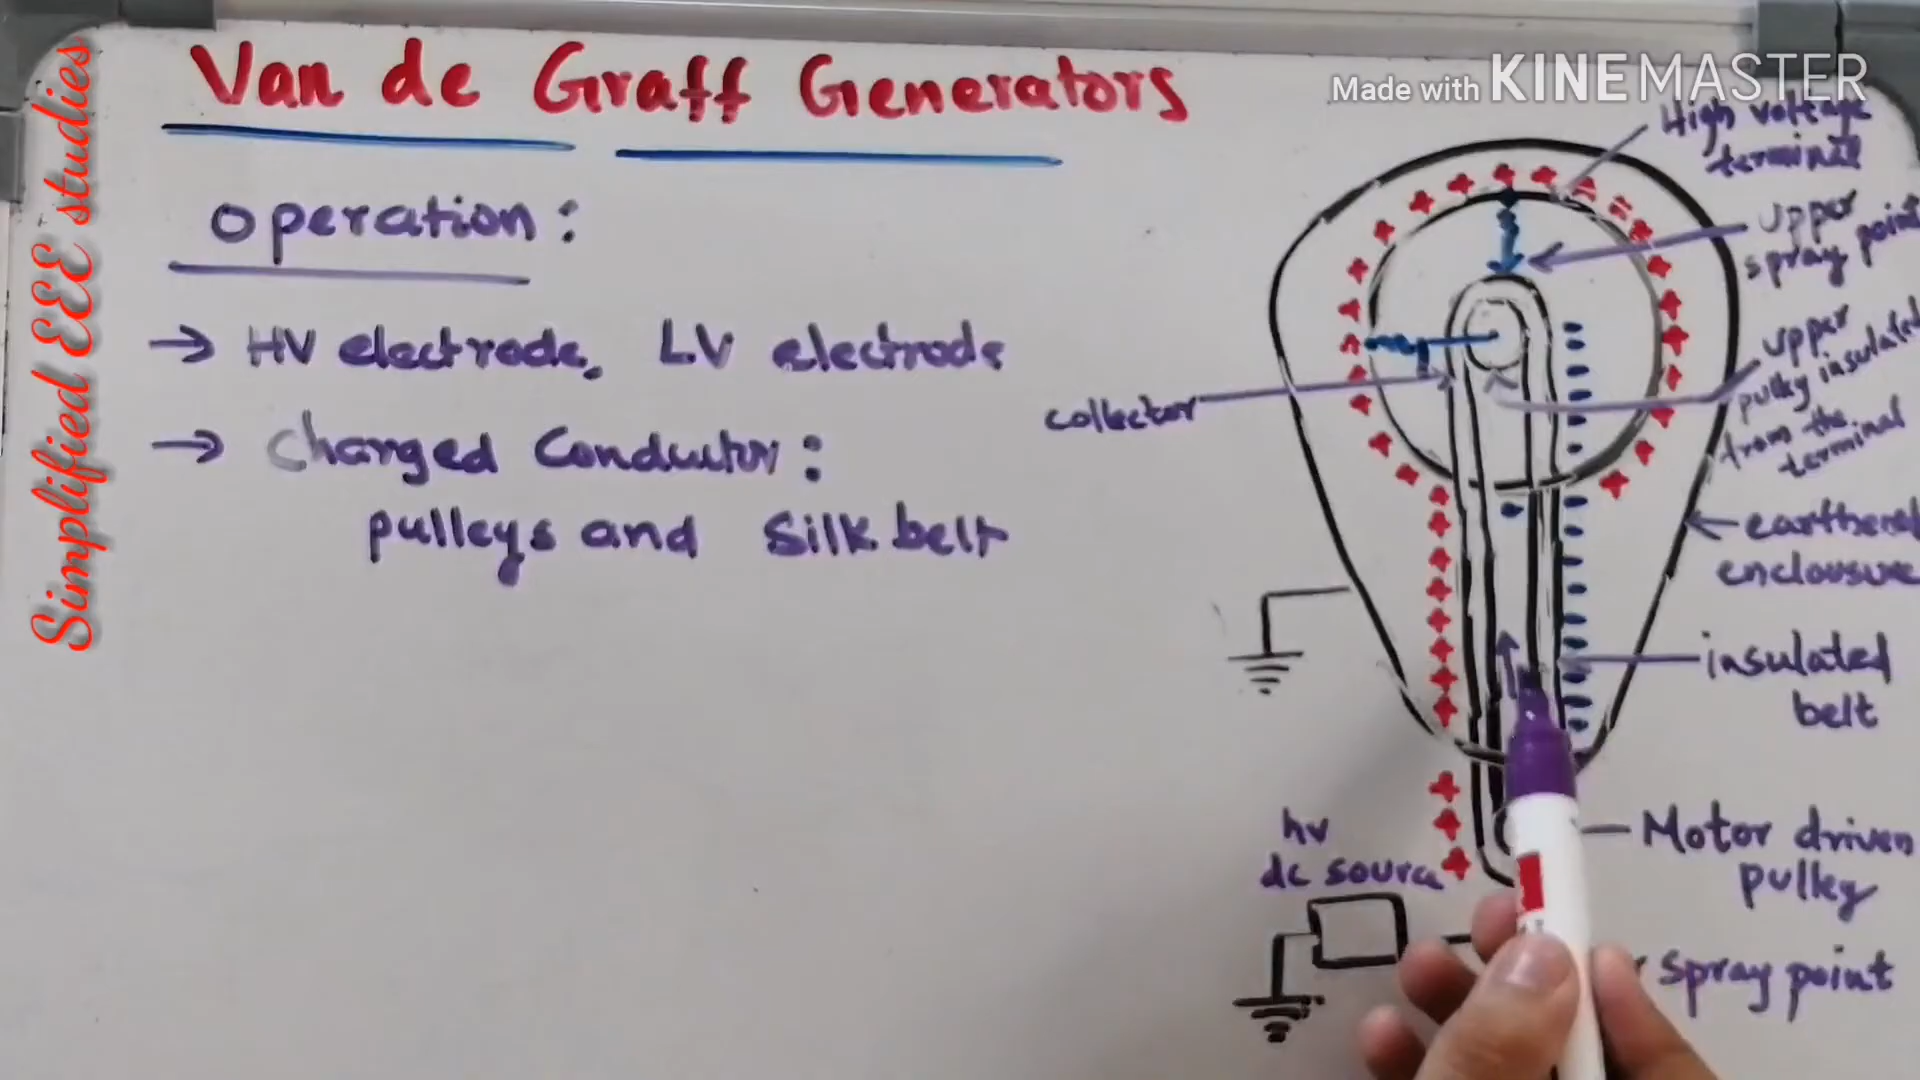 Simplified EEE studies
Van de Graff Generators
Made with KINEMASTER
operation:
→ HV electrode, LV electrode
→ Charged Conductor:
pulleys and Silk belt
High voltage
terminal
upper
spray point
upper
pulley insulated
from the
terminal
collector
earthered
enclousure
insulated
belt
hv
dc source
Motor driven
pulley
spray point